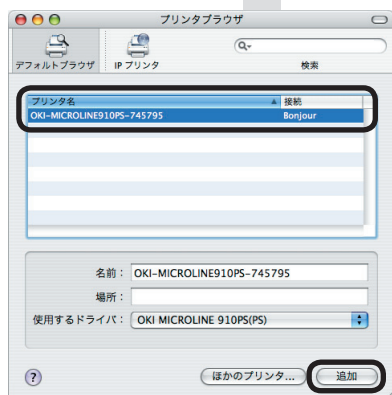 プリンタブラウザ
デフォルトブラウザ IP プリンタ 検索
プリンタ名 接続
OKI-MICROLINE910PS-745795 Bonjour
名前： OKI-MICROLINE910PS-745795
場所：
使用するドライバ： OKI MICROLINE 910PS(PS)
? ほかのプリンタ... 追加